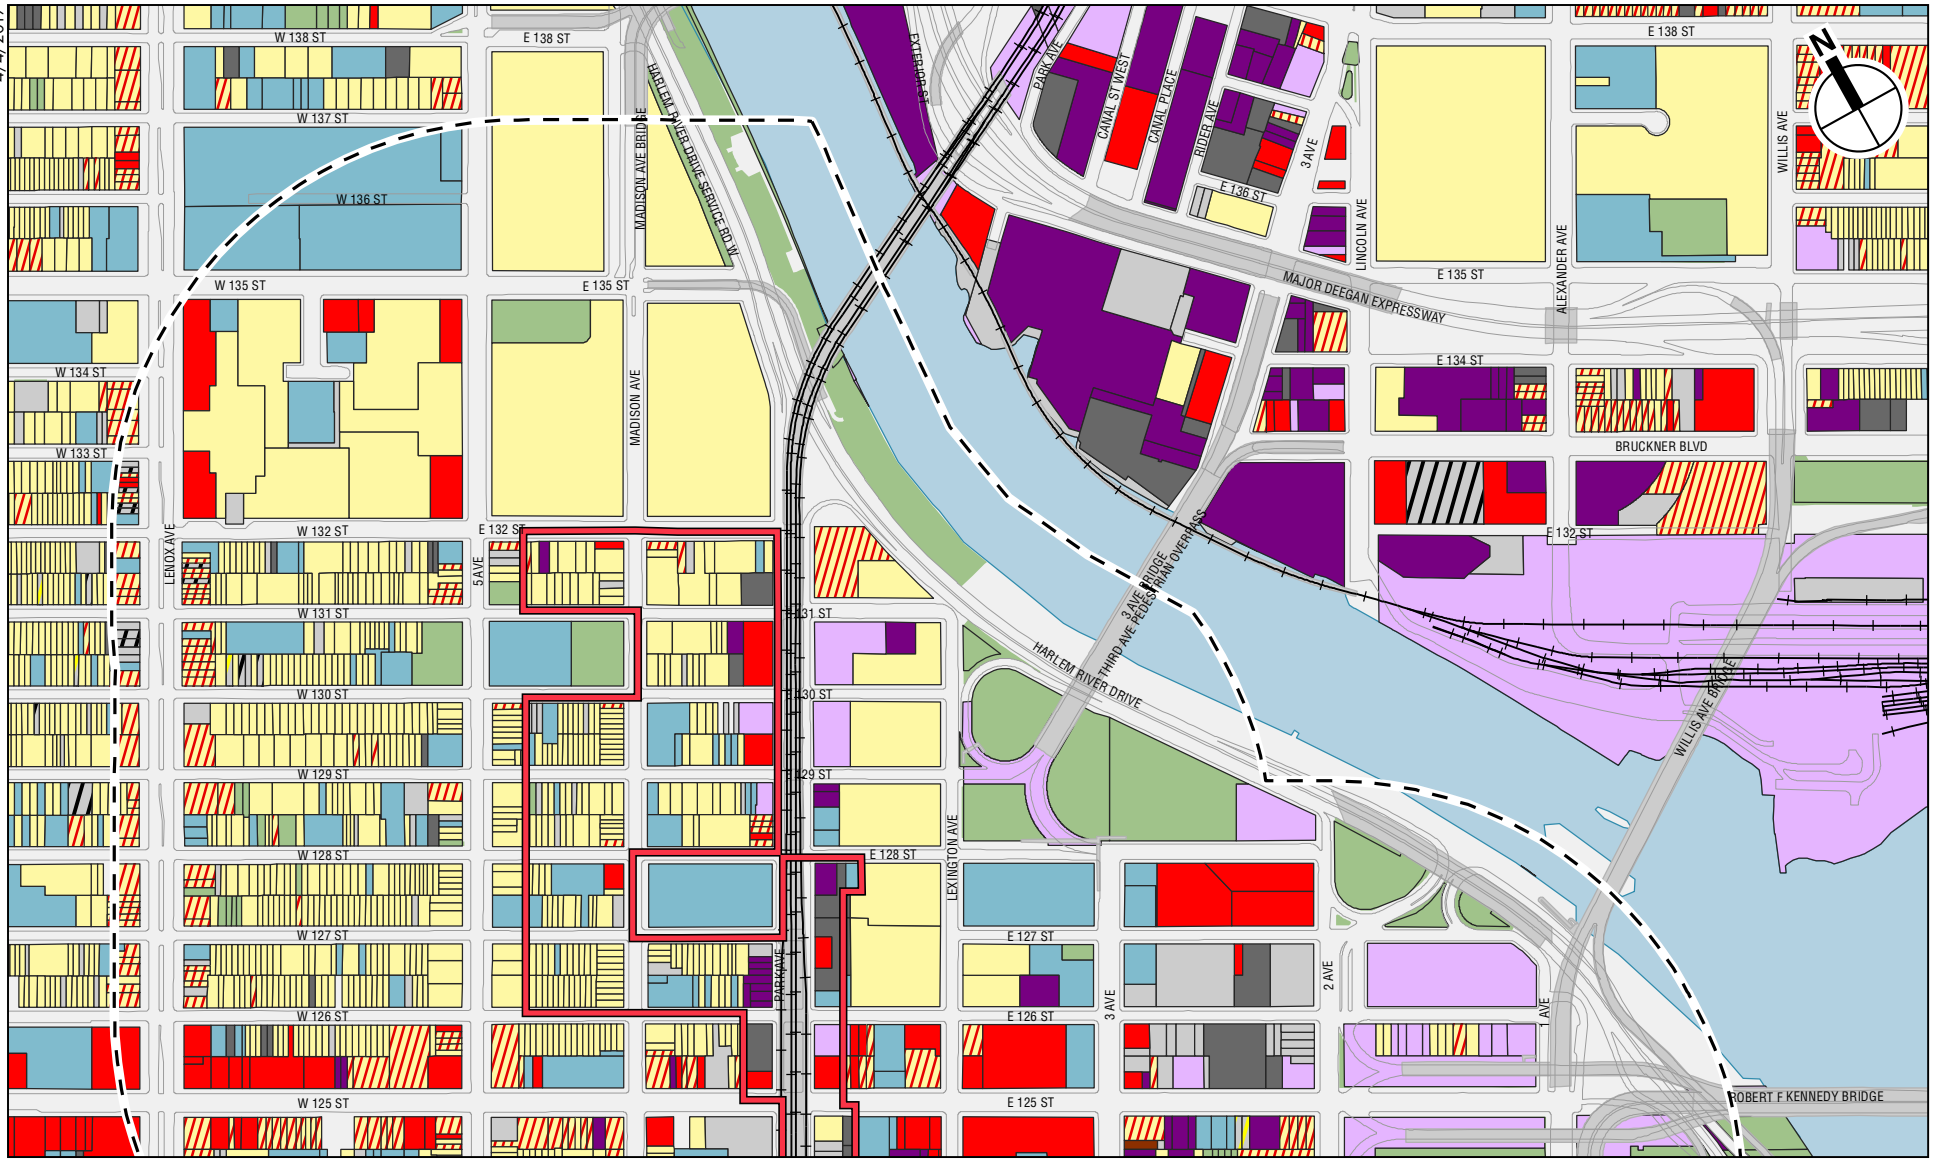 W 138 ST
E 138 ST
E 138 ST
N
W 137 ST
W 136 ST
W 135 ST
E 135 ST
E 135 ST
W 134 ST
E 134 ST
W 133 ST
W 132 ST
E 132 ST
E 132 ST
W 131 ST
131 ST
W 130 ST
E 130 ST
W 129 ST
129 ST
W 128 ST
E 128 ST
W 127 ST
E 127 ST
W 126 ST
E 126 ST
W 125 ST
E 125 ST
HARLEM RIVER DRIVE SERVICE RD W
MADISON AVE BRIDGE
MADISON AVE
LENOX AVE
5 AVE
PARK AVE
LEXINGTON AVE
3 AVE
2 AVE
1 AVE
HARLEM RIVER DRIVE
3 AVE BRIDGE
THIRD AVE PEDESTRIAN OVERPASS
WILLIS AVE BRIDGE
ROBERT F KENNEDY BRIDGE
EXTERIOR ST
PARK AVE
CANAL ST WEST
CANAL PLACE
RIDER AVE
E 136 ST
3 AVE
LINCOLN AVE
ALEXANDER AVE
WILLIS AVE
MAJOR DEEGAN EXPRESSWAY
BRUCKNER BLVD